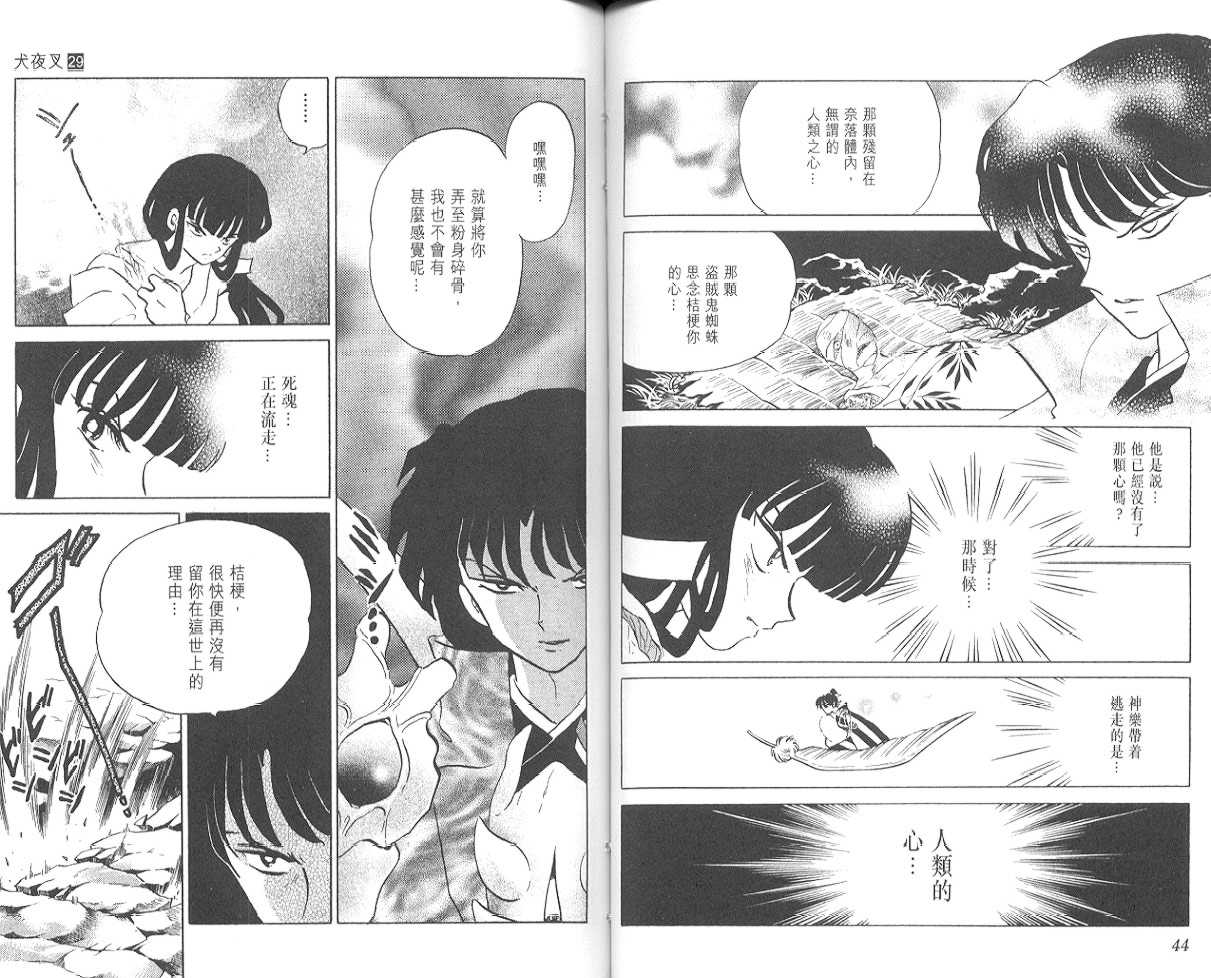 那顆殘留在
奈落體內，
無謂的
人類之心…
那顆
盜賊鬼蜘蛛
思念桔梗你
的心…
他是說…
他已經沒有了
那顆心嗎？
對了…
那時候…
神樂帶着
逃走的是…
人類的
心…
44
犬夜叉29
嘿嘿嘿…
就算將你
弄至粉身碎骨，
我也不會有
甚麼感覺呢…
……
死魂…
正在流走…
桔梗，
很快便再沒有
留你在這世上的
理由…